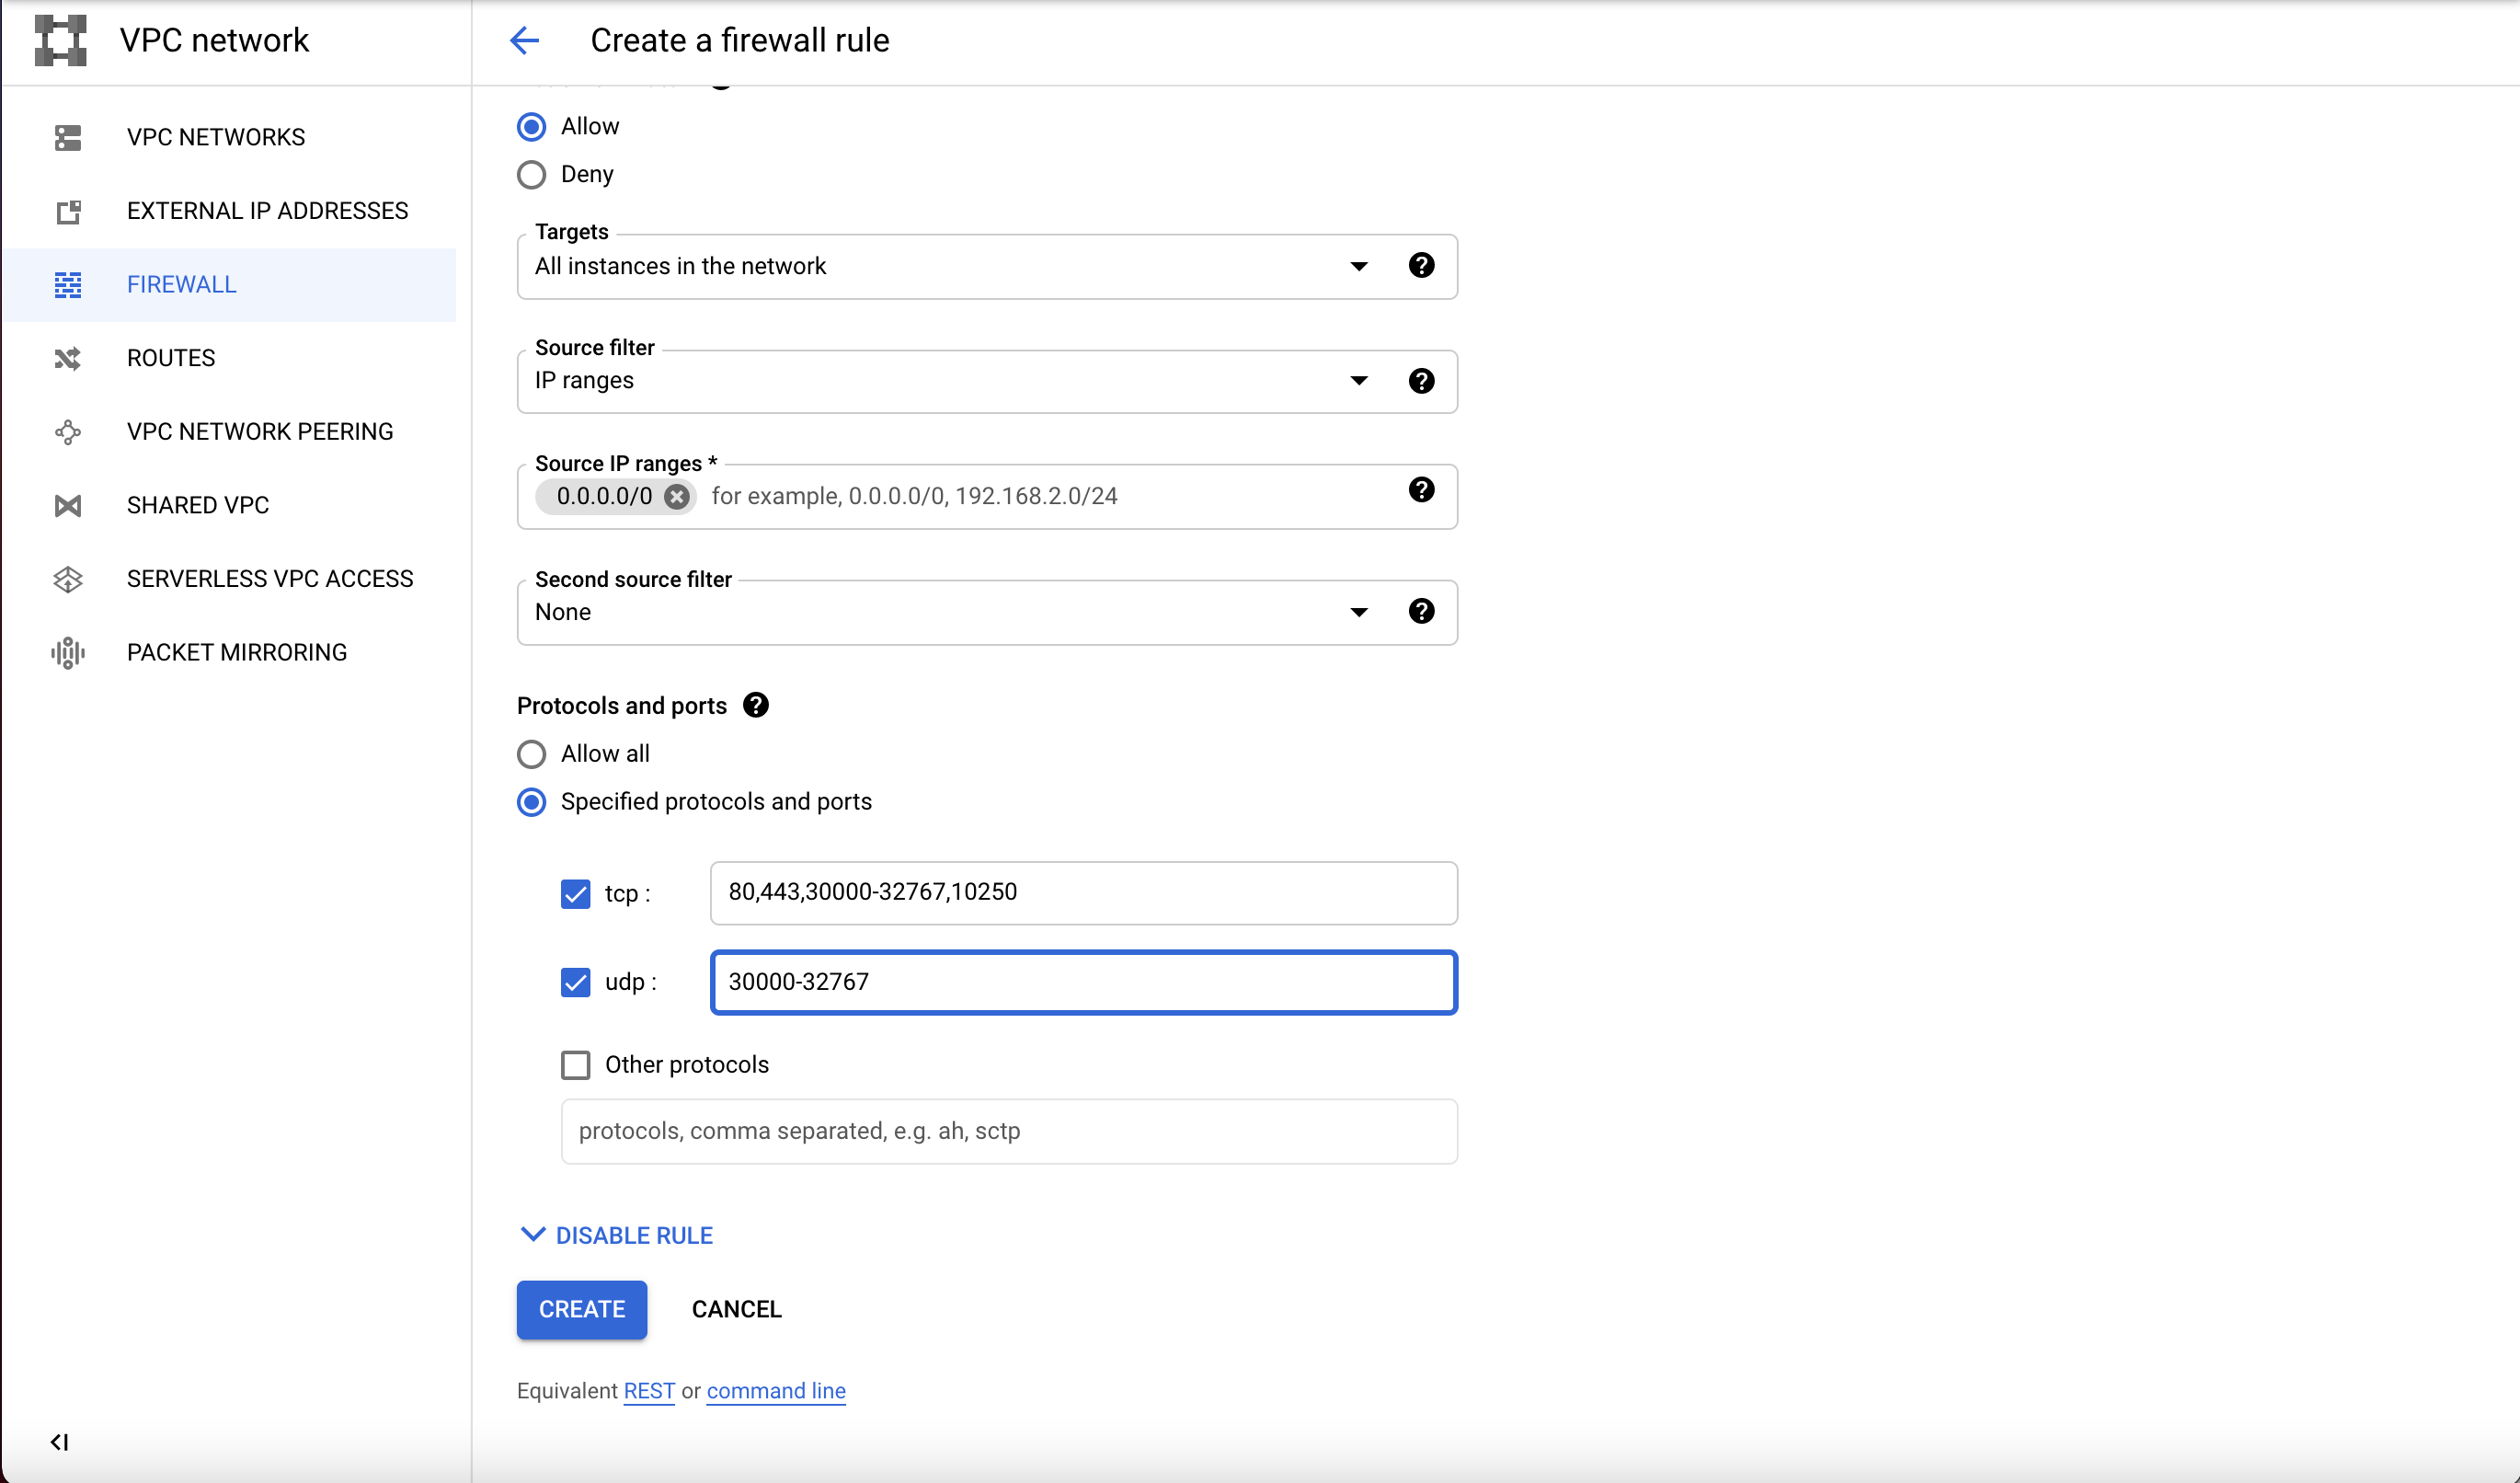 VPC network
Create a firewall rule
VPC NETWORKS
EXTERNAL IP ADDRESSES
FIREWALL
ROUTES
VPC NETWORK PEERING
SHARED VPC
SERVERLESS VPC ACCESS
PACKET MIRRORING
Allow
Deny
Targets
All instances in the network
Source filter
IP ranges
Source IP ranges *
0.0.0.0/0 for example, 0.0.0.0/0, 192.168.2.0/24
Second source filter
None
Protocols and ports
Allow all
Specified protocols and ports
tcp : 80,443,30000-32767,10250
udp : 30000-32767
Other protocols
protocols, comma separated, e.g. ah, sctp
DISABLE RULE
CREATE CANCEL
Equivalent REST or command line